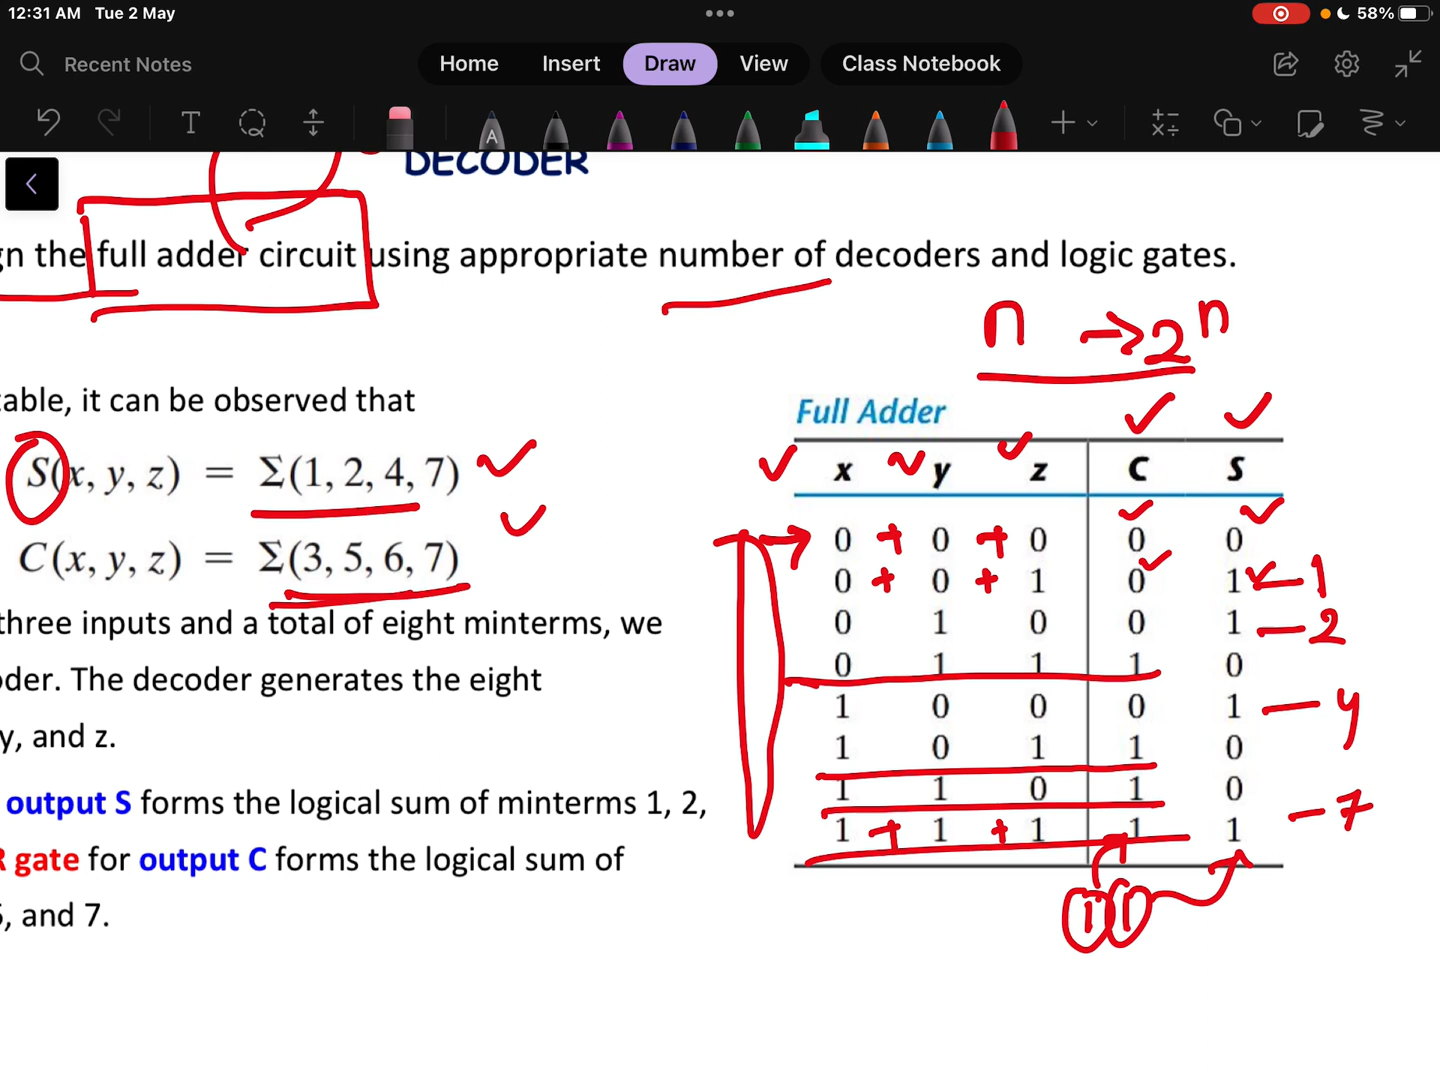 12:31 AM Tue 2 May
58%
Recent Notes
Home Insert Draw View Class Notebook
T
A
DECODER
gn the full adder circuit using appropriate number of decoders and logic gates.
n → 2ⁿ
table, it can be observed that
S(x, y, z) = Σ(1, 2, 4, 7)
C(x, y, z) = Σ(3, 5, 6, 7)
three inputs and a total of eight minterms, we
oder. The decoder generates the eight
y, and z.
output S forms the logical sum of minterms 1, 2,
R gate for output C forms the logical sum of
5, and 7.
Full Adder
x y z C S
0 + 0 + 0 0 0
0 + 0 + 1 0 1 – 1
0 1 0 0 1 – 2
0 1 1 1 0
1 0 0 0 1 – 4
1 0 1 1 0
1 1 0 1 0
1 + 1 + 1 1 1 – 7
1 1